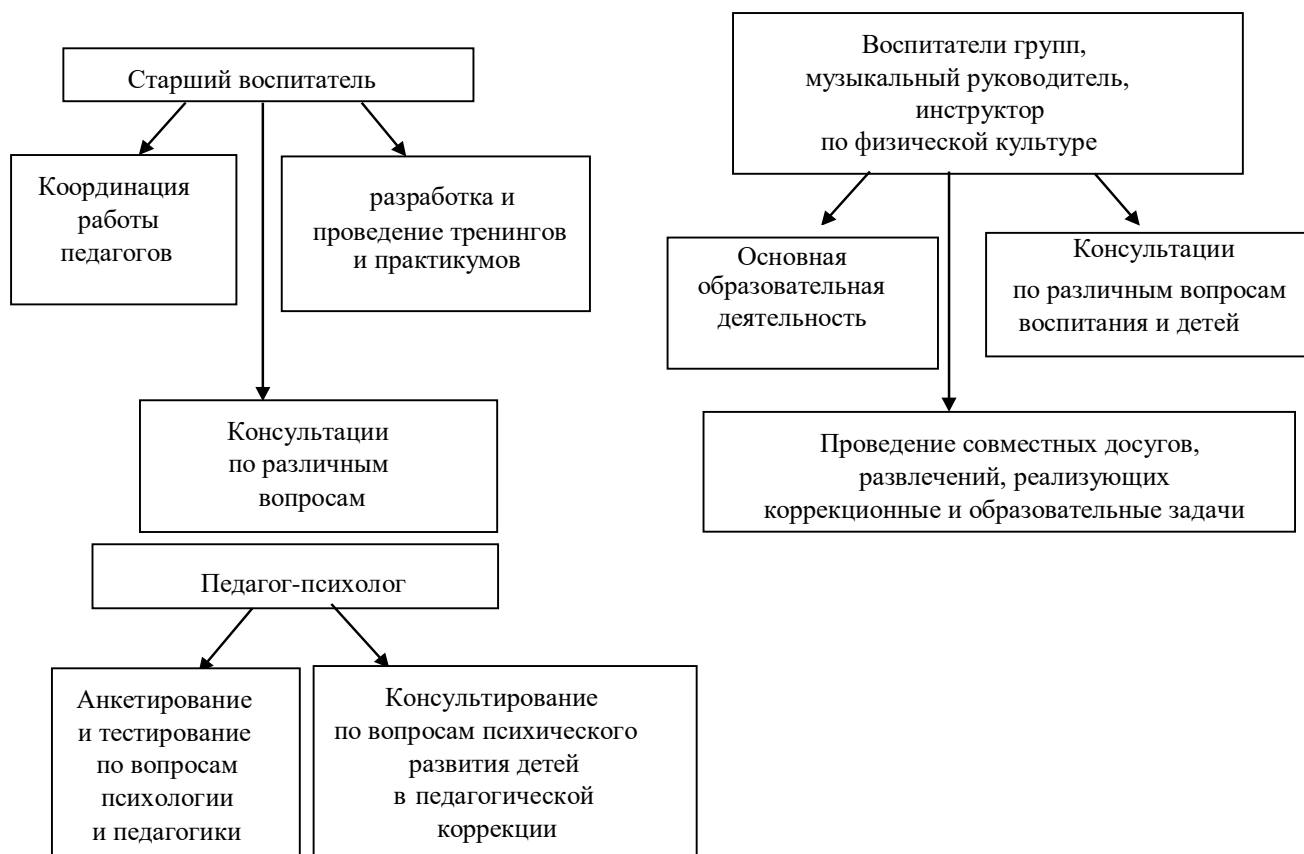 Старший воспитатель
Координация
работы
педагогов
разработка и
проведение тренингов
и практикумов
Консультации
по различным
вопросам
Педагог-психолог
Анкетирование
и тестирование
по вопросам
психологии
и педагогики
Консультирование
по вопросам психического
развития детей
в педагогической
коррекции
Воспитатели групп,
музыкальный руководитель,
инструктор
по физической культуре
Основная
образовательная
деятельность
Консультации
по различным вопросам
воспитания и детей
Проведение совместных досугов,
развлечений, реализующих
коррекционные и образовательные задачи